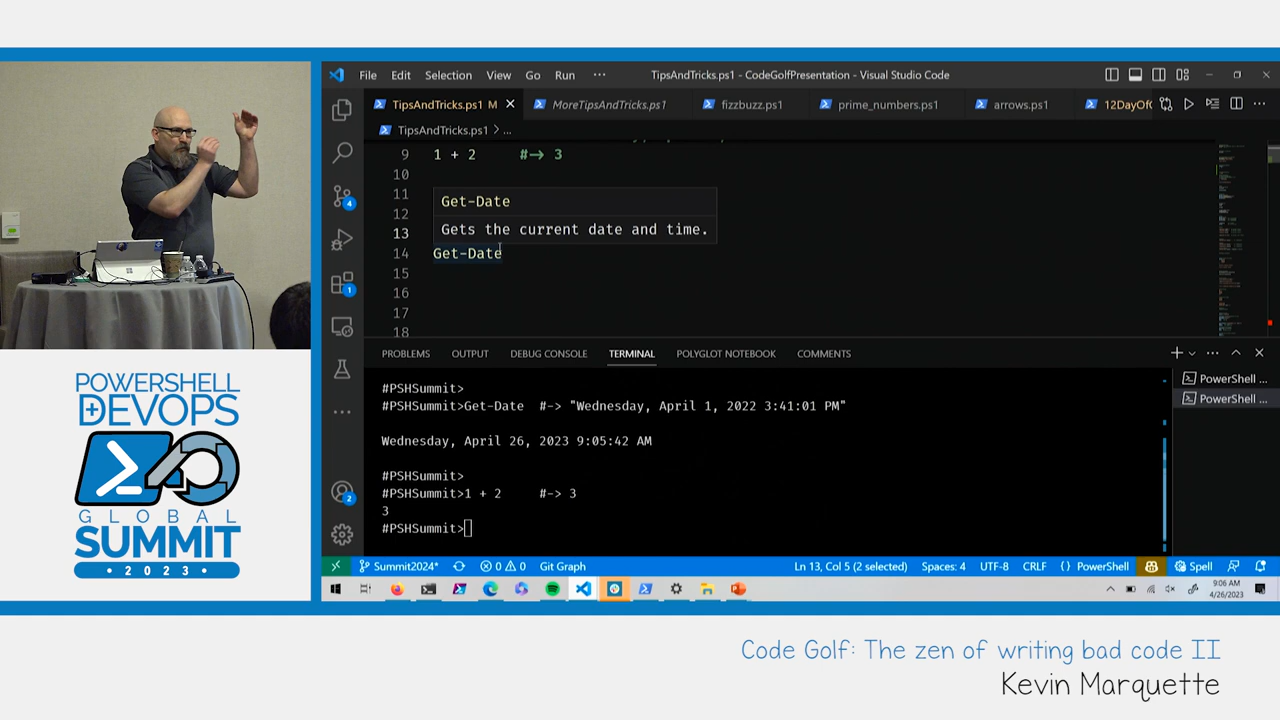 File Edit Selection View Go Run ··· TipsAndTricks.ps1 - CodeGolfPresentation - Visual Studio Code
TipsAndTricks.ps1 M MoreTipsAndTricks.ps1 fizzbuzz.ps1 prime_numbers.ps1 arrows.ps1 12DayOf
TipsAndTricks.ps1 > ...
9 1 + 2 #-> 3
10
11
Get-Date
12
Gets the current date and time.
13
14 Get-Date
15
16
17
18
4
1
2
PROBLEMS OUTPUT DEBUG CONSOLE TERMINAL POLYGLOT NOTEBOOK COMMENTS
#PSHSummit>
#PSHSummit>Get-Date #-> "Wednesday, April 1, 2022 3:41:01 PM"
Wednesday, April 26, 2023 9:05:42 AM
#PSHSummit>
#PSHSummit>1 + 2 #-> 3
3
#PSHSummit>
PowerShell ...
PowerShell ...
Summit2024* 0 0 Git Graph Ln 13, Col 5 (2 selected) Spaces: 4 UTF-8 CRLF { } PowerShell Spell
9:06 AM
4/26/2023
POWERSHELL
+DEVOPS
GLOBAL
SUMMIT
· 2023 ·
Code Golf: The zen of writing bad code II
Kevin Marquette